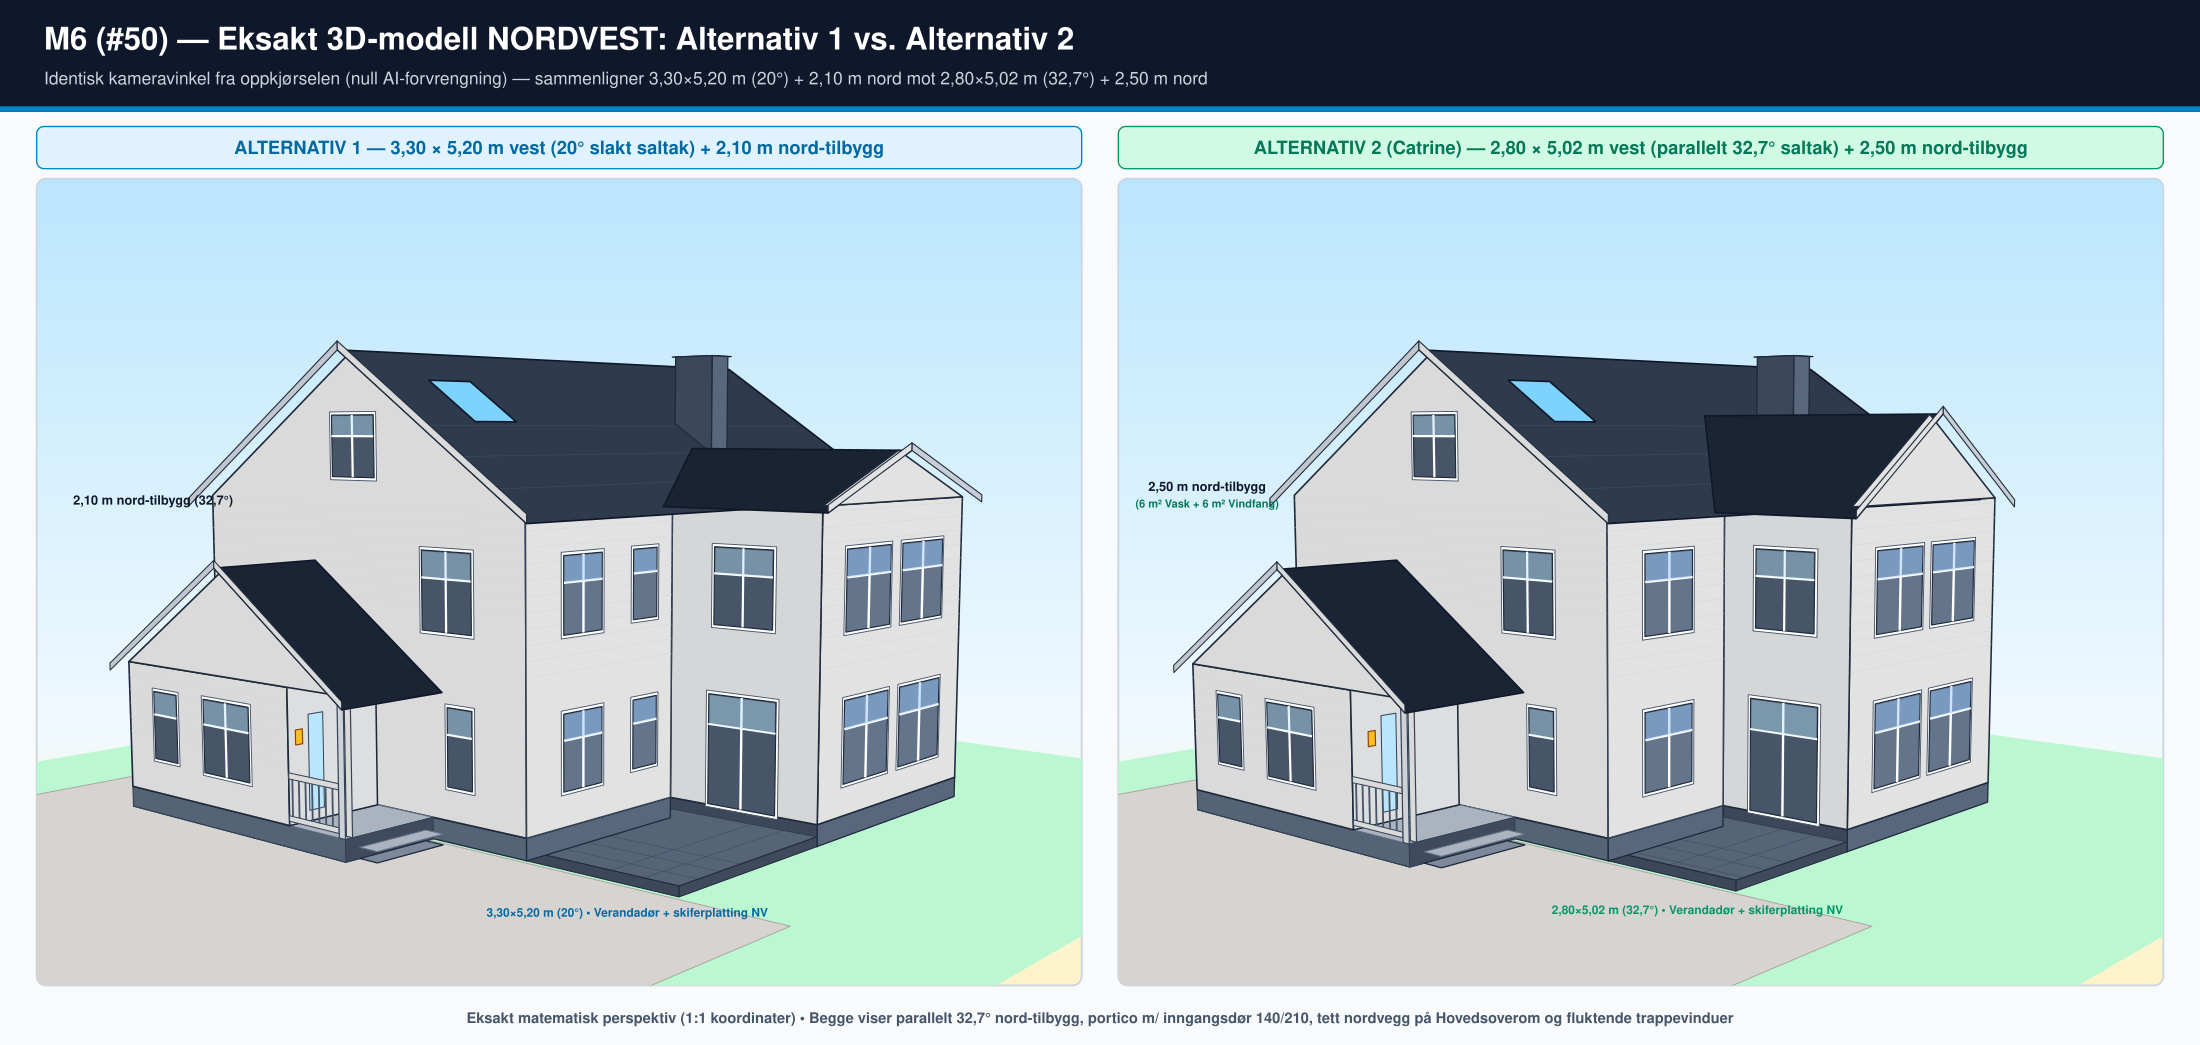 M6 (#50) — Eksakt 3D-modell NORDVEST: Alternativ 1 vs. Alternativ 2
Identisk kameravinkel fra oppkjørselen (null AI-forvrengning) — sammenligner 3,30×5,20 m (20°) + 2,10 m nord mot 2,80×5,02 m (32,7°) + 2,50 m nord
ALTERNATIV 1 — 3,30 × 5,20 m vest (20° slakt saltak) + 2,10 m nord-tilbygg
2,10 m nord-tilbygg (32,7°)
3,30×5,20 m (20°) • Verandadør + skiferplatting NV
ALTERNATIV 2 (Catrine) — 2,80 × 5,02 m vest (parallelt 32,7° saltak) + 2,50 m nord-tilbygg
2,50 m nord-tilbygg
(6 m² Vask + 6 m² Vindfang)
2,80×5,02 m (32,7°) • Verandadør + skiferplatting NV
Eksakt matematisk perspektiv (1:1 koordinater) • Begge viser parallelt 32,7° nord-tilbygg, portico m/ inngangsdør 140/210, tett nordvegg på Hovedsoverom og fluktende trappevinduer